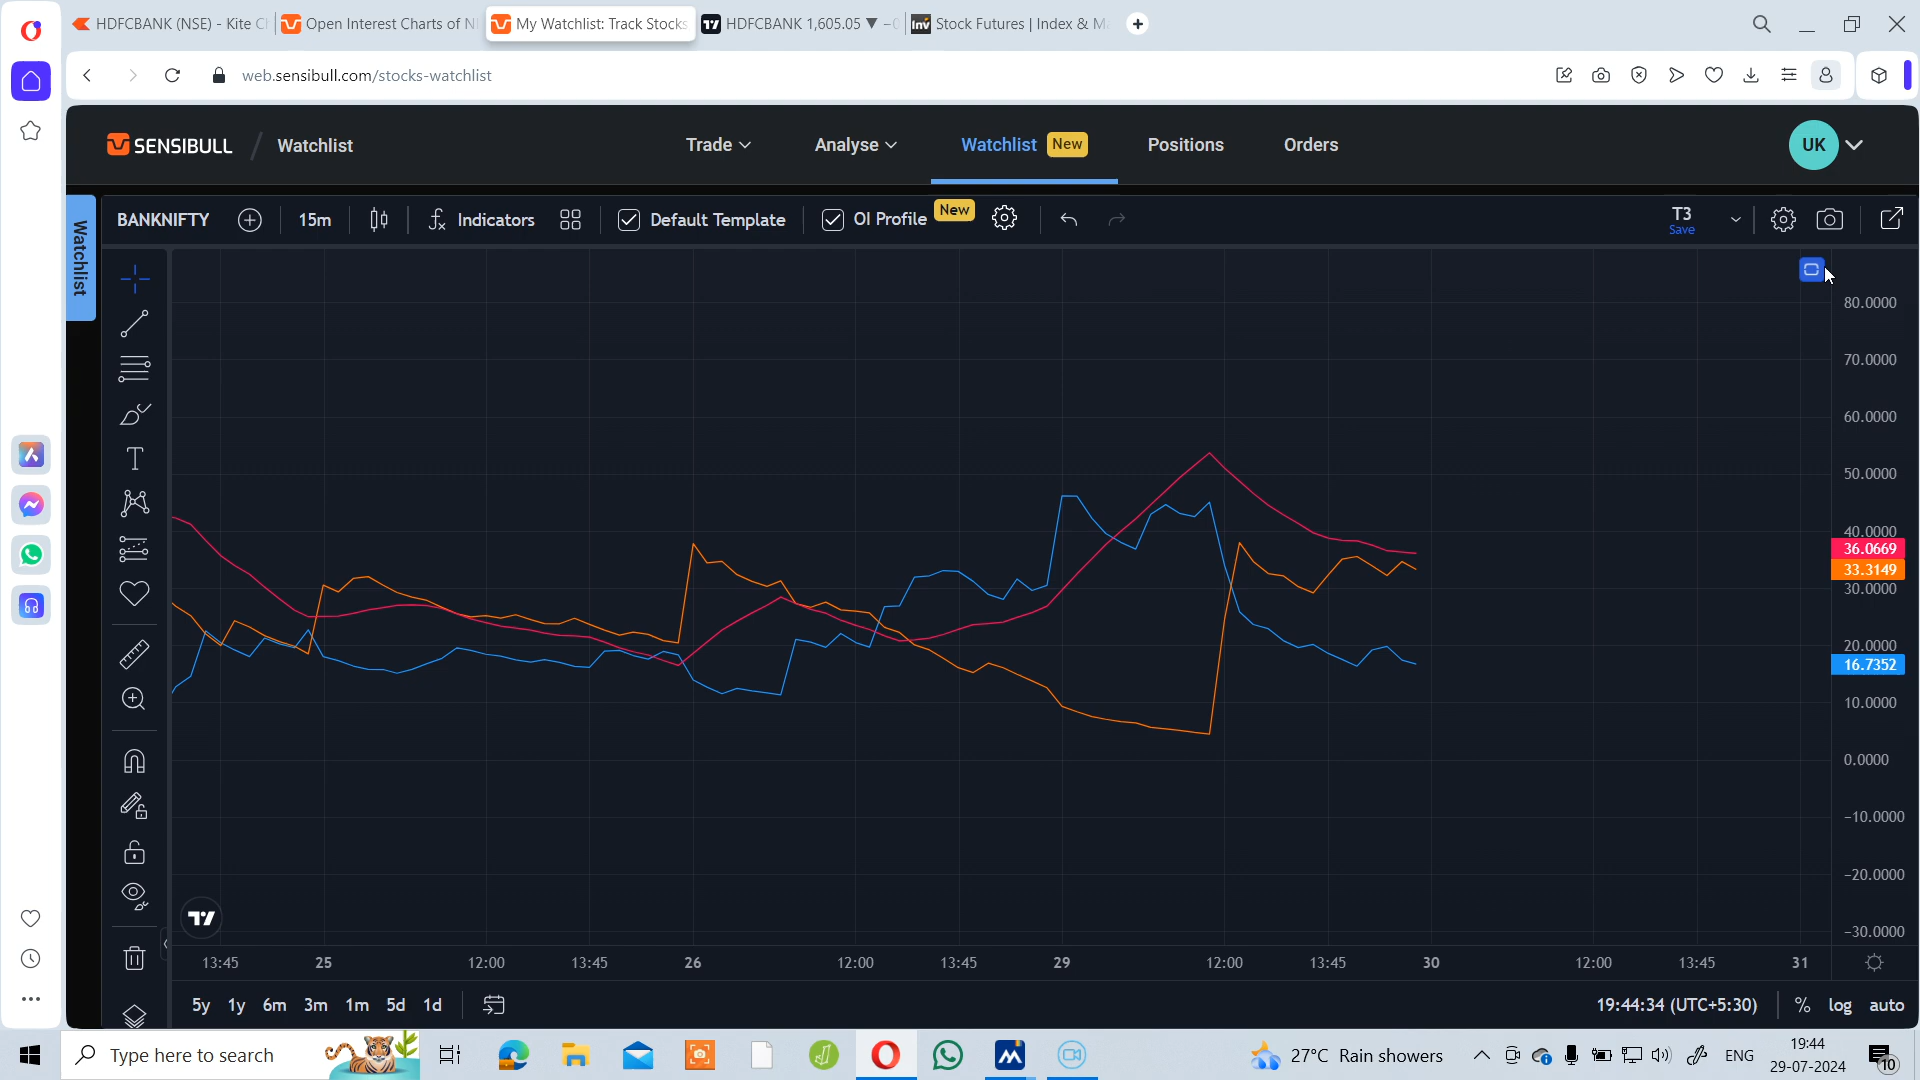 HDFCBANK (NSE) - Kite C
Open Interest Charts of N
My Watchlist: Track Stocks
HDFCBANK 1,605.05 ▼ −
Stock Futures | Index & M
web.sensibull.com/stocks-watchlist
SENSIBULL / Watchlist
Trade
Analyse
Watchlist New
Positions
Orders
UK
Watchlist
BANKNIFTY
15m
Indicators
Default Template
OI Profile New
T3
Save
80.0000
70.0000
60.0000
50.0000
40.0000
36.0669
33.3149
30.0000
20.0000
16.7352
10.0000
0.0000
−10.0000
−20.0000
−30.0000
13:45 25 12:00 13:45 26 12:00 13:45 29 12:00 13:45 30 12:00 13:45 31
5y 1y 6m 3m 1m 5d 1d
19:44:34 (UTC+5:30) % log auto
Type here to search
27°C Rain showers
ENG
19:44
29-07-2024
10